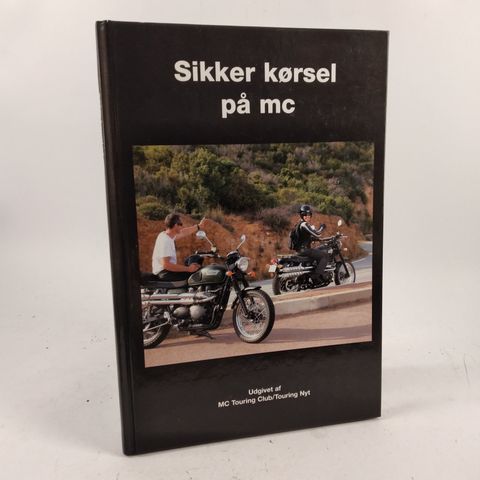 Sikker kørsel
på mc
Udgivet af
MC Touring Club/Touring Nyt